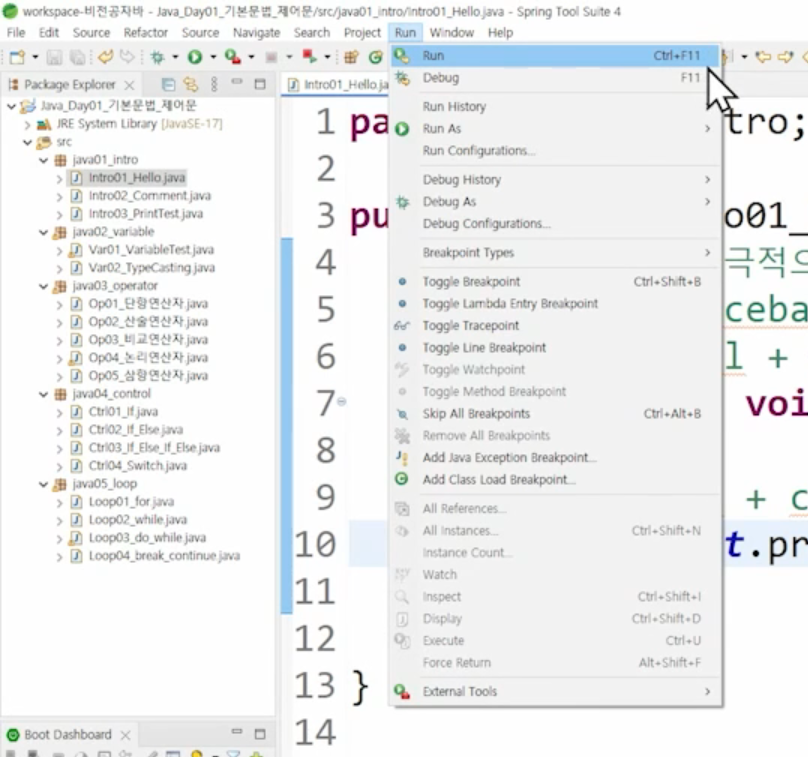 workspace-비전공자바 - Java_Day01_기본문법_제어문/src/java01_intro/Intro01_Hello.java - Spring Tool Suite 4
File Edit Source Refactor Source Navigate Search Project Run Window Help
Package Explorer
Java_Day01_기본문법_제어문
JRE System Library [JavaSE-17]
src
java01_intro
Intro01_Hello.java
Intro02_Comment.java
Intro03_PrintTest.java
java02_variable
Var01_VariableTest.java
Var02_TypeCasting.java
java03_operator
Op01_단항연산자.java
Op02_산술연산자.java
Op03_비교연산자.java
Op04_논리연산자.java
Op05_삼항연산자.java
java04_control
Ctrl01_If.java
Ctrl02_If_Else.java
Ctrl03_If_Else_If_Else.java
Ctrl04_Switch.java
java05_loop
Loop01_for.java
Loop02_while.java
Loop03_do_while.java
Loop04_break_continue.java
Boot Dashboard
Intro01_Hello.ja
1 pa tro;
2
3 pu o01_
4 극적으
5 ceba
6 l +
7 voi
8
9 + c
10 t.pr
11
12
13 }
14
Run Ctrl+F11
Debug F11
Run History
Run As
Run Configurations...
Debug History
Debug As
Debug Configurations...
Breakpoint Types
Toggle Breakpoint Ctrl+Shift+B
Toggle Lambda Entry Breakpoint
Toggle Tracepoint
Toggle Line Breakpoint
Toggle Watchpoint
Toggle Method Breakpoint
Skip All Breakpoints Ctrl+Alt+B
Remove All Breakpoints
Add Java Exception Breakpoint...
Add Class Load Breakpoint...
All References...
All Instances... Ctrl+Shift+N
Instance Count...
Watch
Inspect Ctrl+Shift+I
Display Ctrl+Shift+D
Execute Ctrl+U
Force Return Alt+Shift+F
External Tools